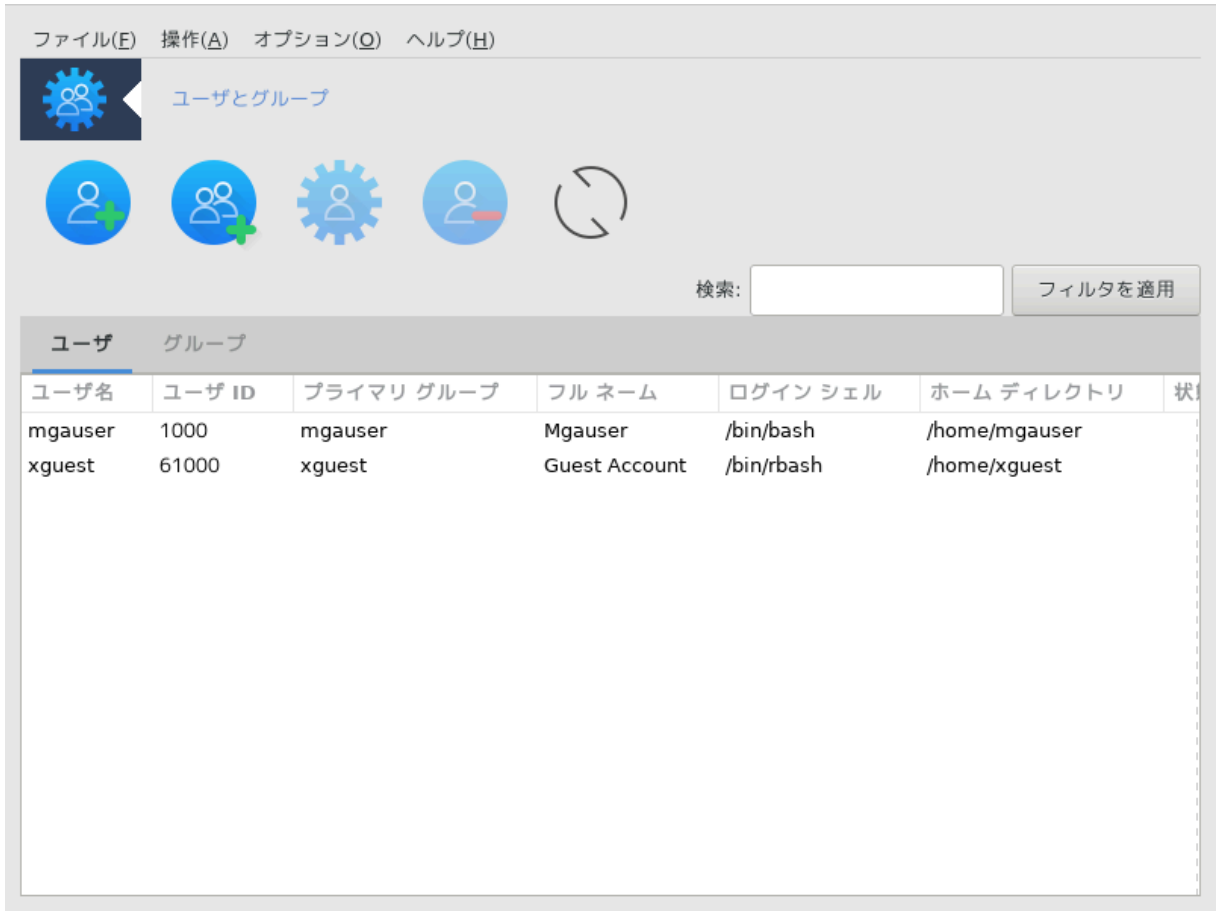 ファイル(F) 操作(A) オプション(O) ヘルプ(H)
ユーザとグループ
検索: フィルタを適用
ユーザ グループ
ユーザ名 ユーザ ID プライマリ グループ フル ネーム ログイン シェル ホーム ディレクトリ
mgauser 1000 mgauser Mgauser /bin/bash /home/mgauser
xguest 61000 xguest Guest Account /bin/rbash /home/xguest